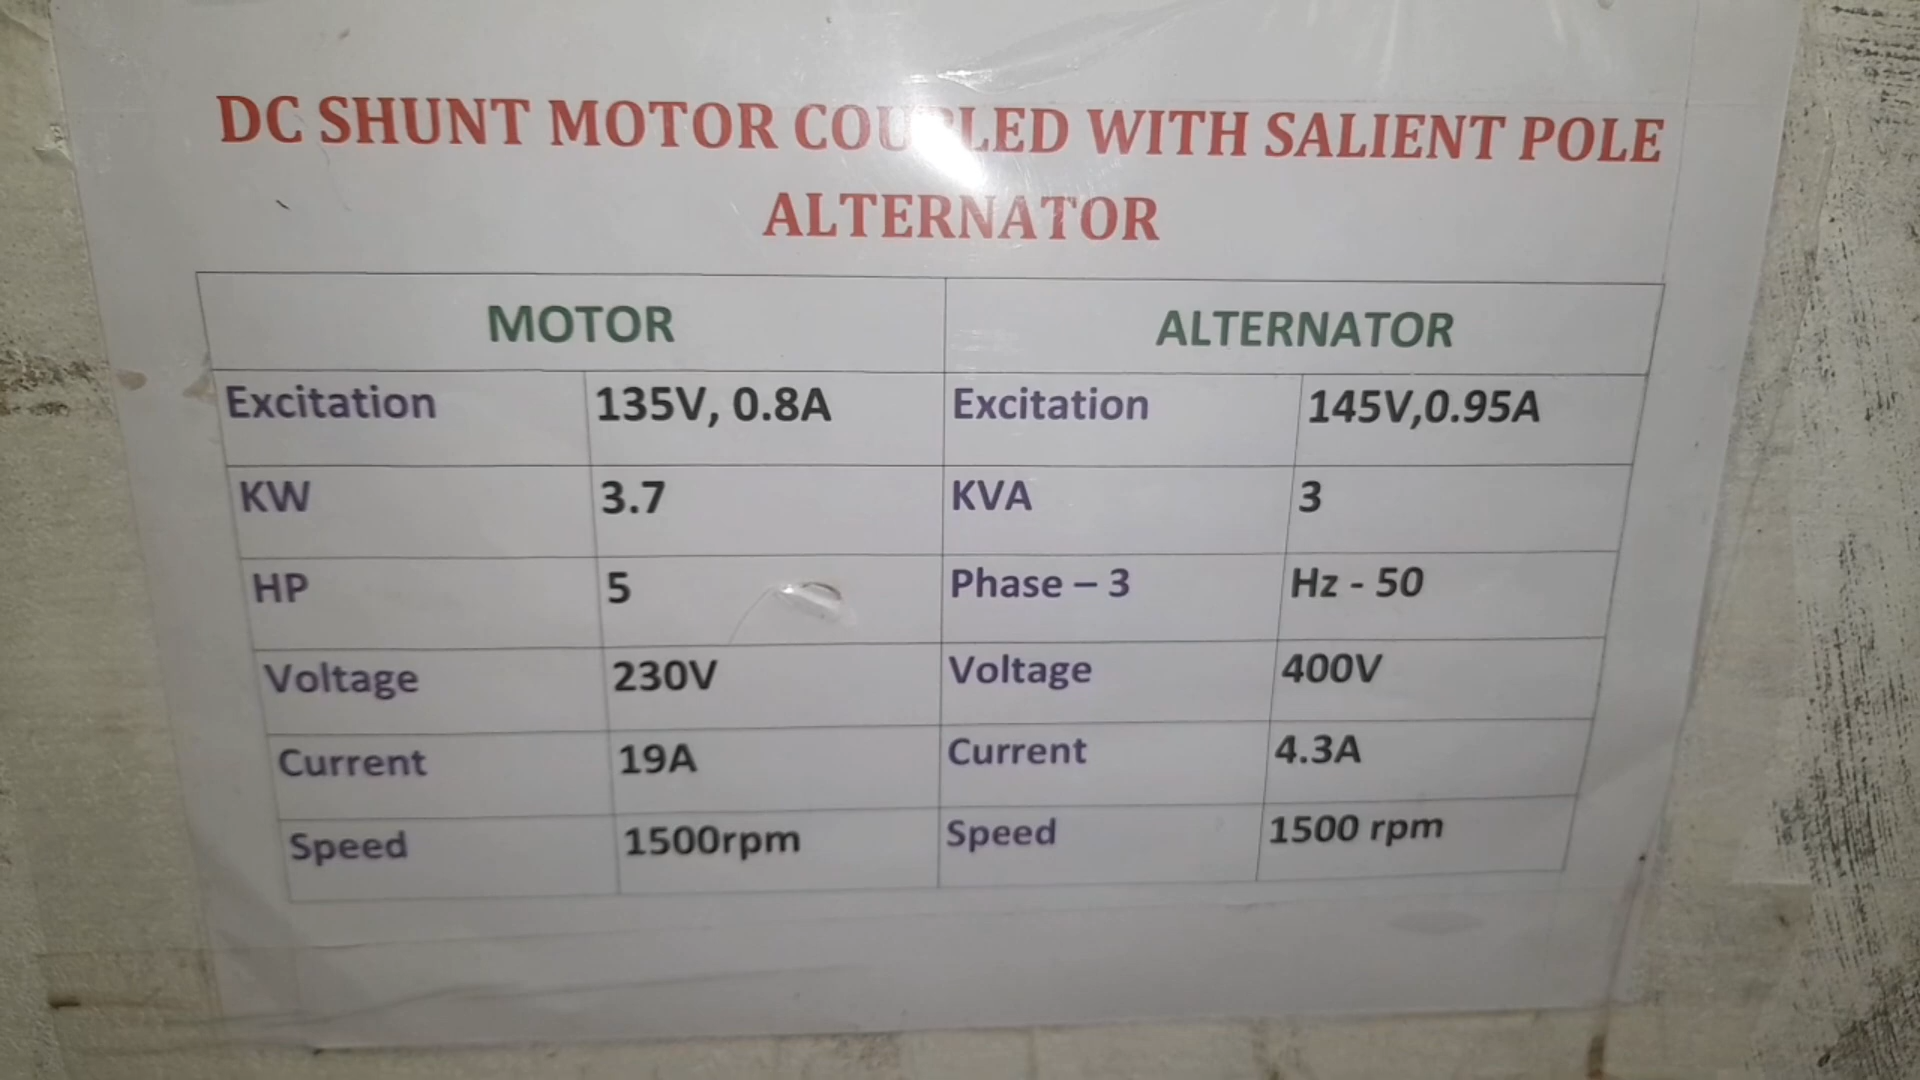 DC SHUNT MOTOR COUPLED WITH SALIENT POLE
ALTERNATOR
MOTOR ALTERNATOR
Excitation 135V, 0.8A Excitation 145V,0.95A
KW 3.7 KVA 3
HP 5 Phase – 3 Hz - 50
Voltage 230V Voltage 400V
Current 19A Current 4.3A
Speed 1500rpm Speed 1500 rpm